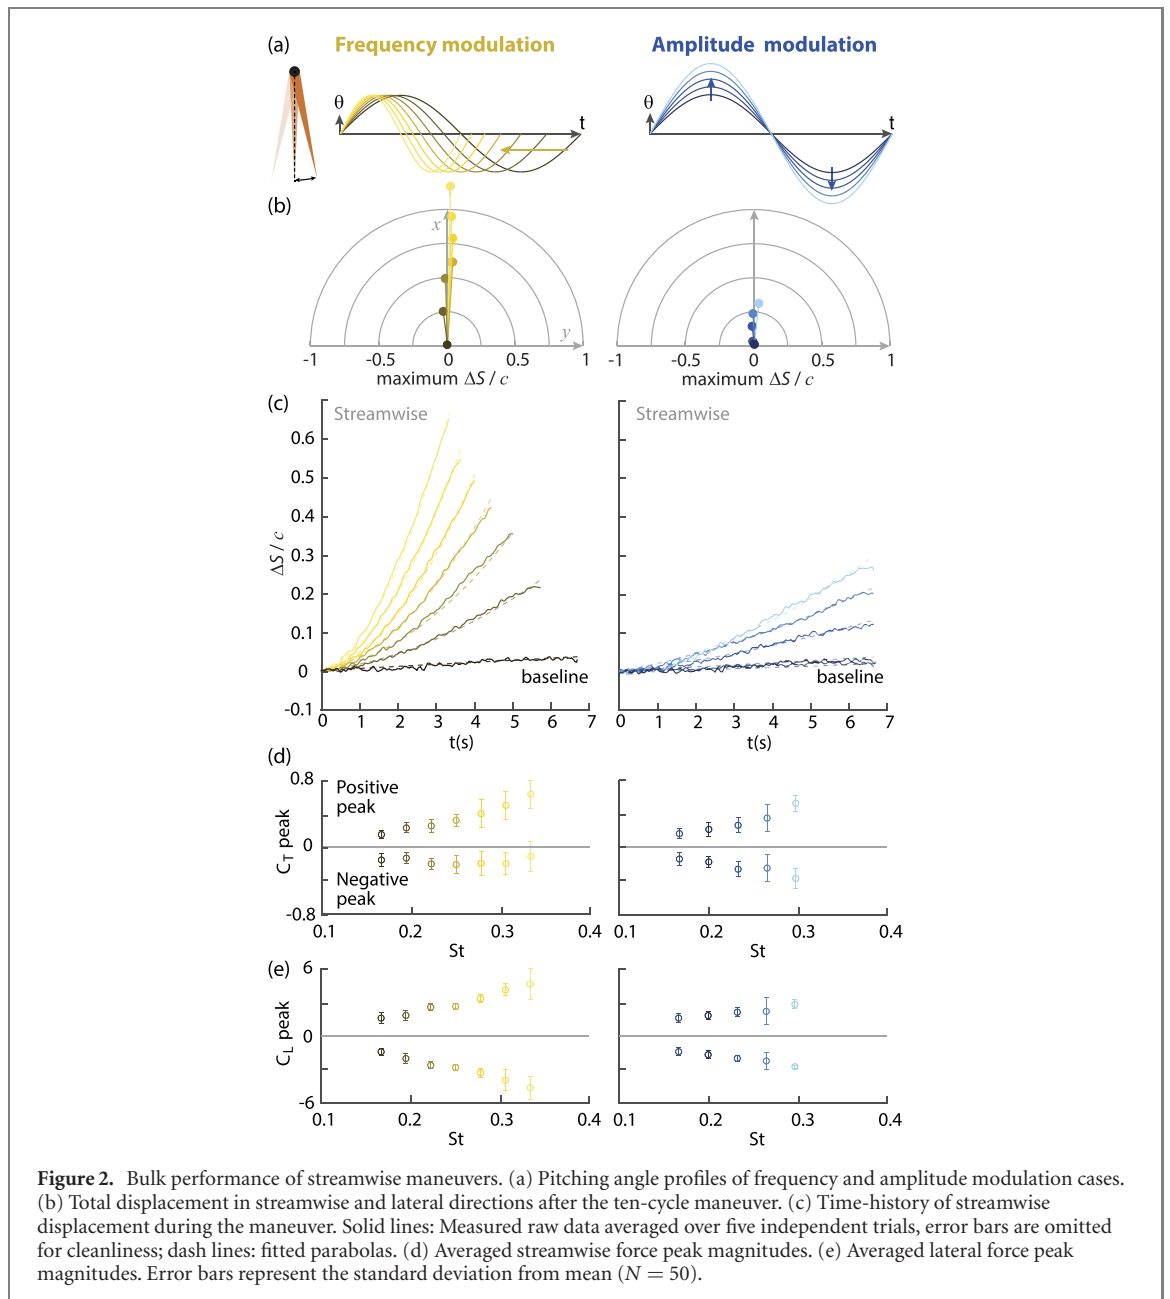 (a)
Frequency modulation
Amplitude modulation
θ
t
θ
t
(b)
x
y
-1
-0.5
0
0.5
1
maximum ΔS / c
-1
-0.5
0
0.5
1
maximum ΔS / c
(c)
Streamwise
Streamwise
0.6
0.5
0.4
0.3
0.2
0.1
0
-0.1
ΔS / c
baseline
baseline
0 1 2 3 4 5 6 7
t(s)
0 1 2 3 4 5 6 7
t(s)
(d)
0.8
0
-0.8
C_T peak
Positive
peak
Negative
peak
0.1 0.2 0.3 0.4
St
0.1 0.2 0.3 0.4
St
(e)
6
0
-6
C_L peak
0.1 0.2 0.3 0.4
St
0.1 0.2 0.3 0.4
St
Figure 2. Bulk performance of streamwise maneuvers. (a) Pitching angle profiles of frequency and amplitude modulation cases.
(b) Total displacement in streamwise and lateral directions after the ten-cycle maneuver. (c) Time-history of streamwise
displacement during the maneuver. Solid lines: Measured raw data averaged over five independent trials, error bars are omitted
for cleanliness; dash lines: fitted parabolas. (d) Averaged streamwise force peak magnitudes. (e) Averaged lateral force peak
magnitudes. Error bars represent the standard deviation from mean (N = 50).